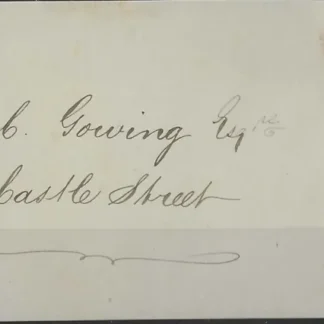 C. Gowing Esqre
Castle Street